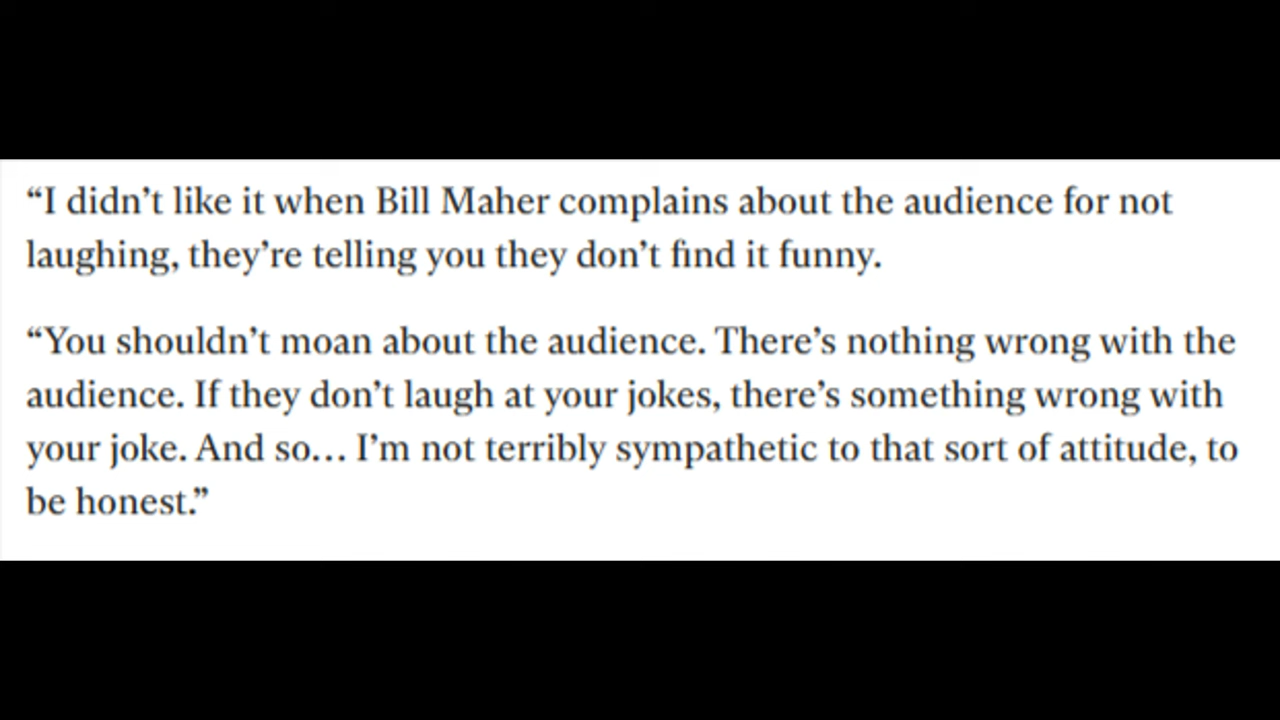 “I didn’t like it when Bill Maher complains about the audience for not
laughing, they’re telling you they don’t find it funny.
“You shouldn’t moan about the audience. There’s nothing wrong with the
audience. If they don’t laugh at your jokes, there’s something wrong with
your joke. And so… I’m not terribly sympathetic to that sort of attitude, to
be honest.”